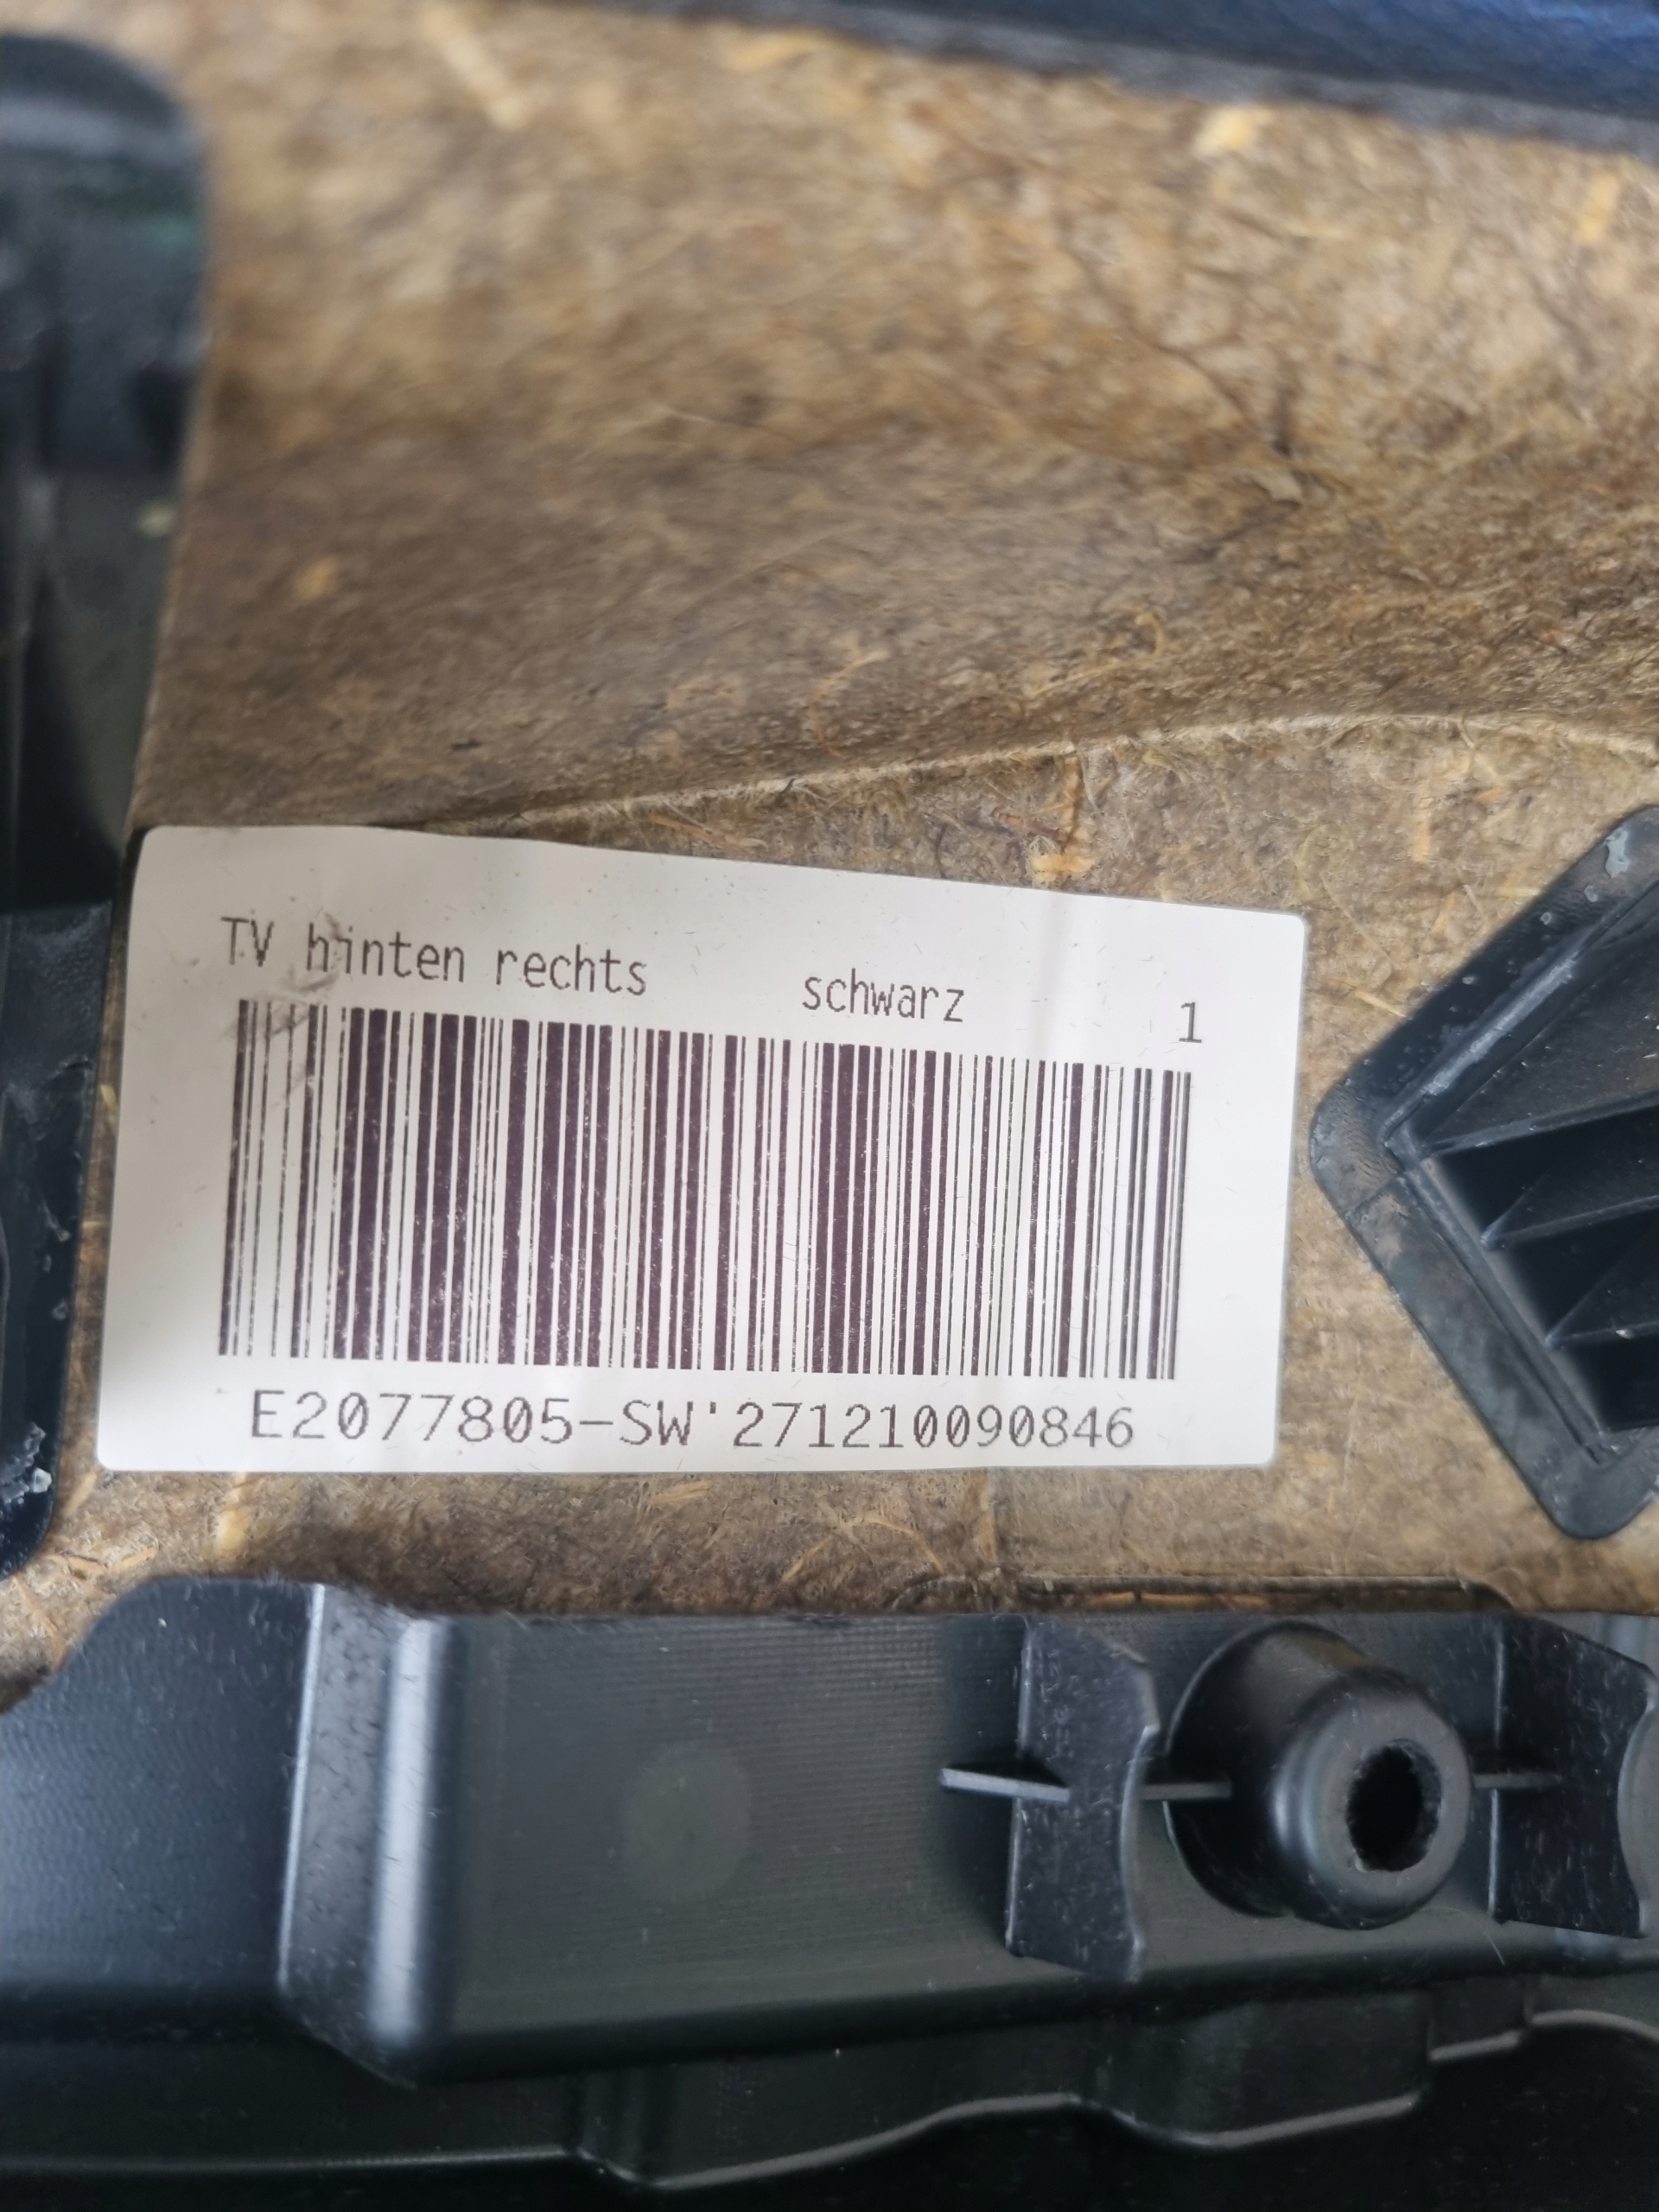 TV hinten rechts schwarz 1
E2077805-SW'271210090846